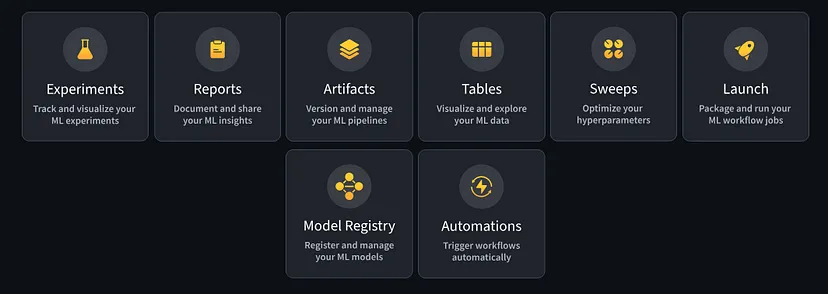 Experiments
Track and visualize your
ML experiments
Reports
Document and share
your ML insights
Artifacts
Version and manage
your ML pipelines
Tables
Visualize and explore
your ML data
Sweeps
Optimize your
hyperparameters
Launch
Package and run your
ML workflow jobs
Model Registry
Register and manage
your ML models
Automations
Trigger workflows
automatically